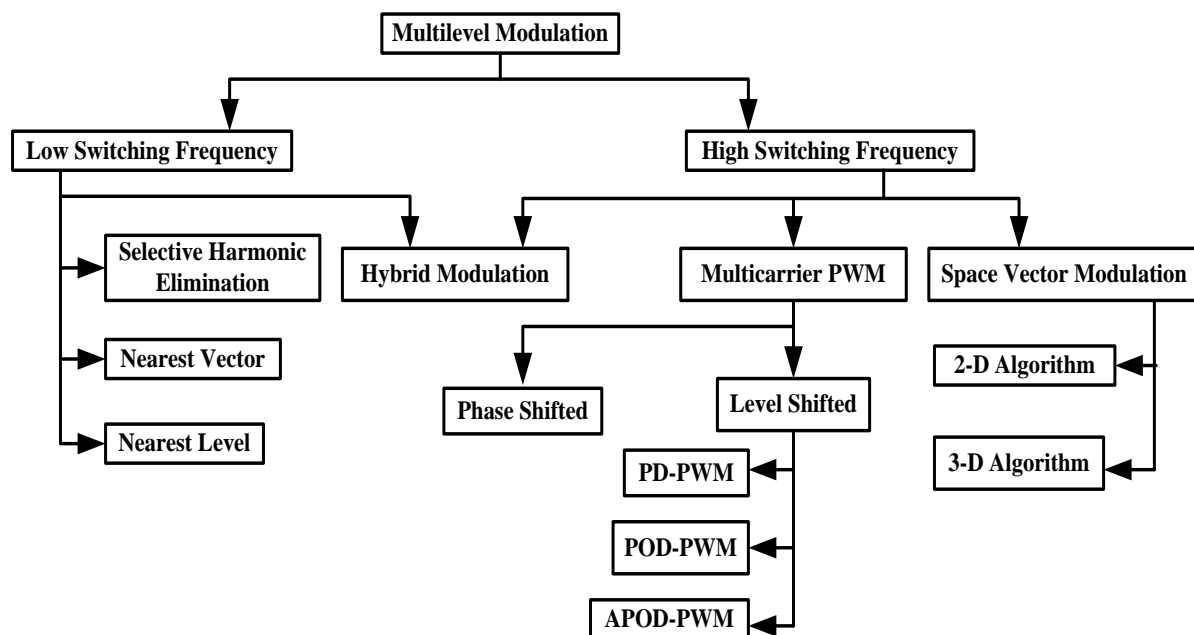 Multilevel Modulation
Low Switching Frequency
High Switching Frequency
Selective Harmonic
Elimination
Hybrid Modulation
Multicarrier PWM
Space Vector Modulation
Nearest Vector
2-D Algorithm
Phase Shifted
Level Shifted
Nearest Level
3-D Algorithm
PD-PWM
POD-PWM
APOD-PWM